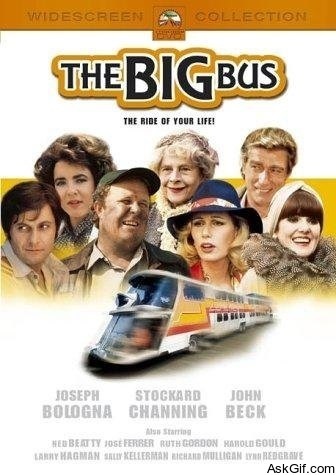 WIDESCREEN COLLECTION
DVD
THE BIG BUS
THE RIDE OF YOUR LIFE!
JOSEPH BOLOGNA
STOCKARD CHANNING
JOHN BECK
Also Starring
NED BEATTY JOSÉ FERRER RUTH GORDON HAROLD GOULD
LARRY HAGMAN SALLY KELLERMAN RICHARD MULLIGAN LYNN REDGRAVE
AskGif.com